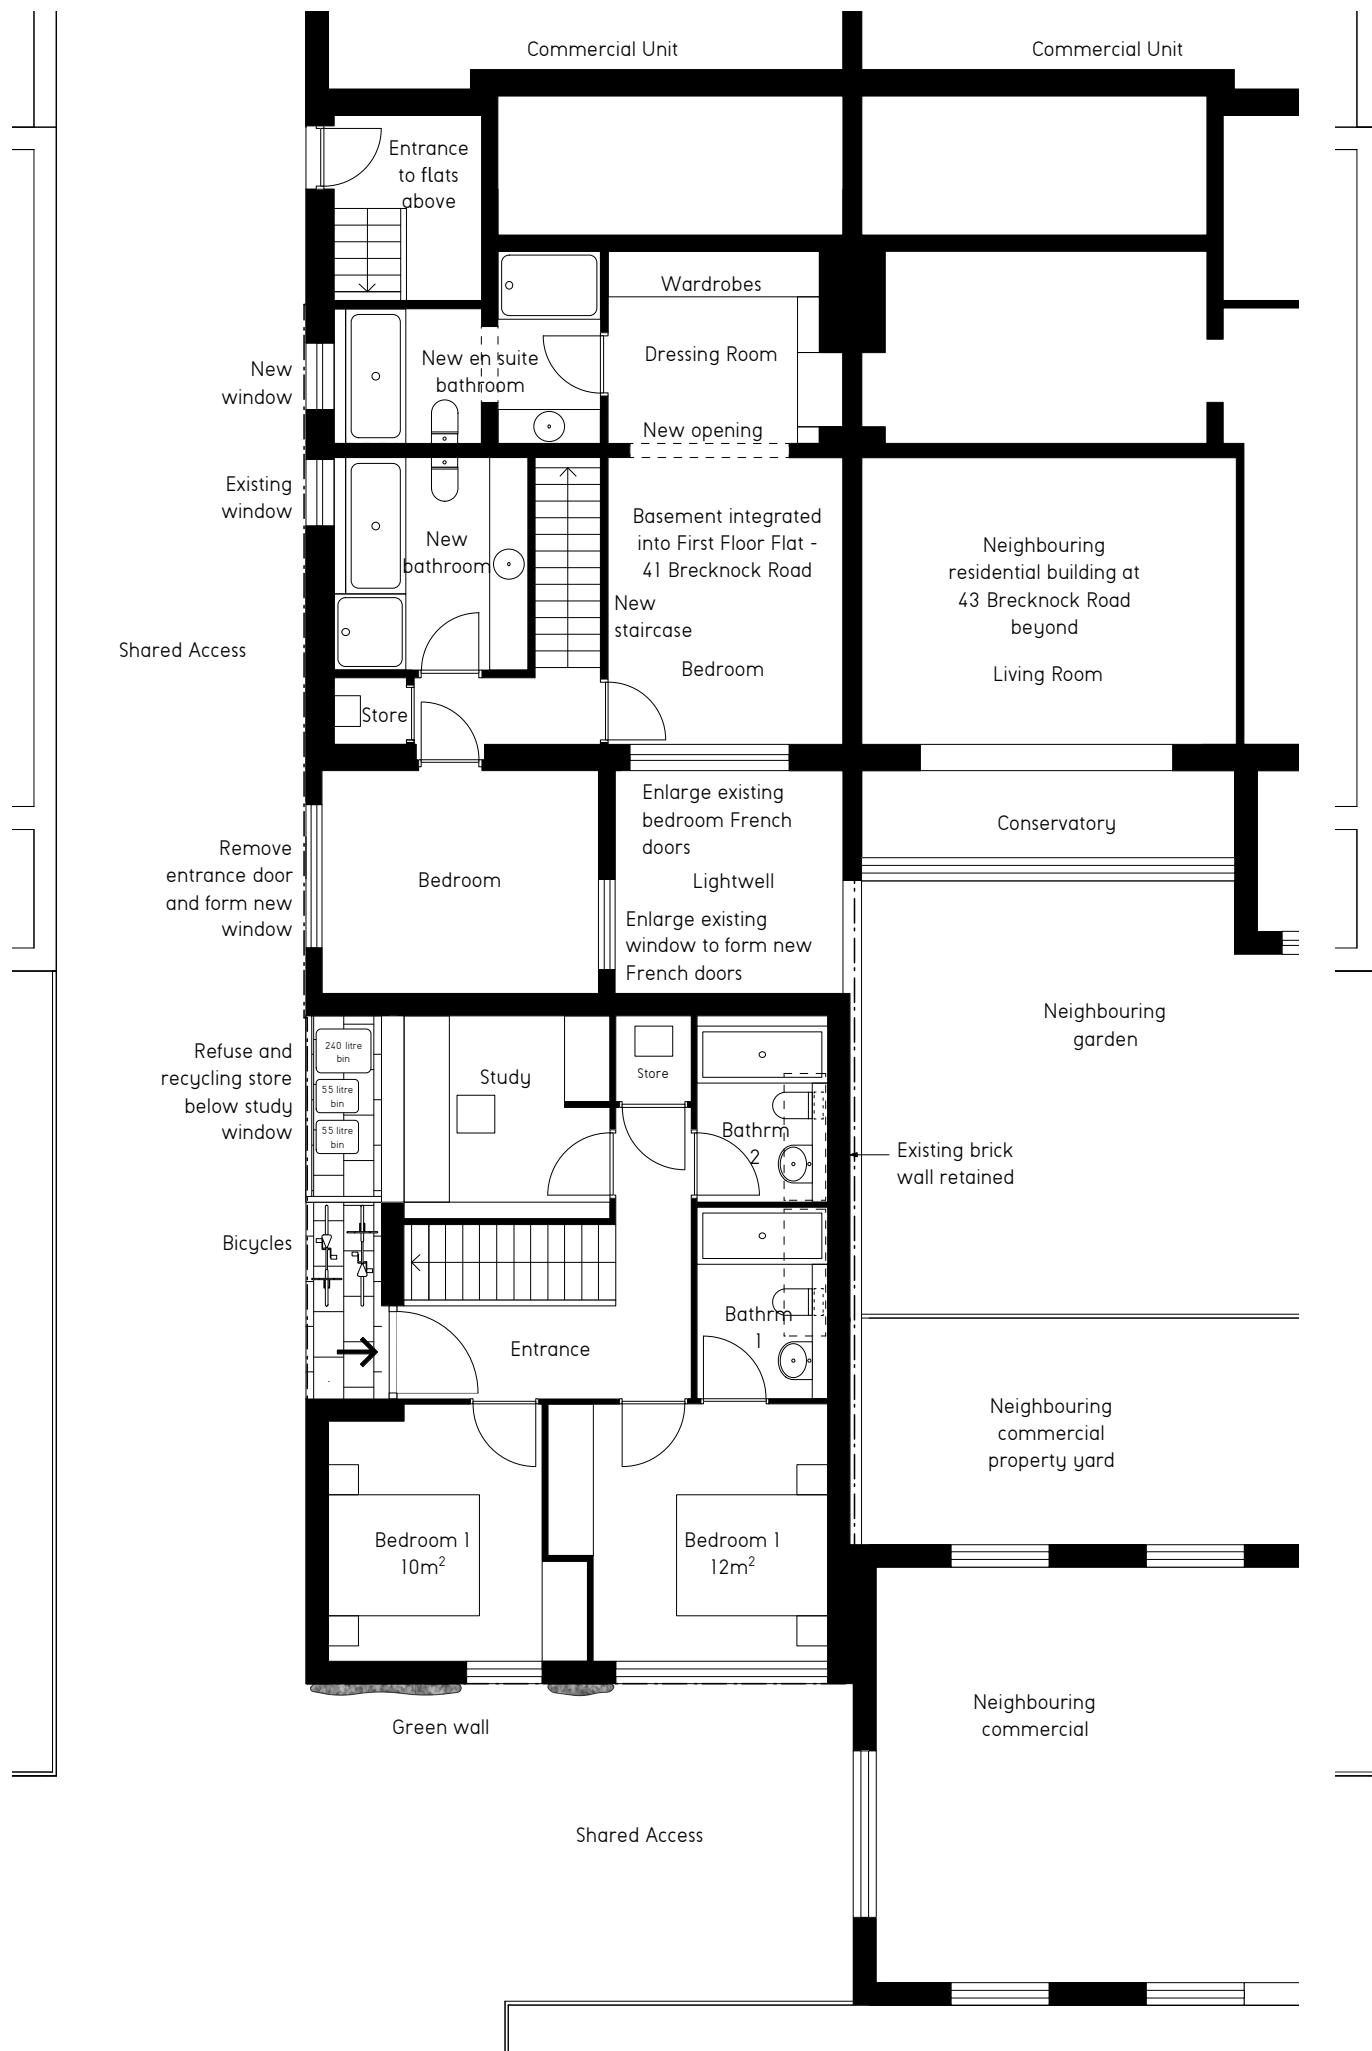 Commercial Unit
Commercial Unit
Entrance
to flats
above
Wardrobes
Dressing Room
New en suite
bathroom
New
window
New opening
Existing
window
Basement integrated
into First Floor Flat -
41 Brecknock Road
New
bathroom
New
staircase
Bedroom
Neighbouring
residential building at
43 Brecknock Road
beyond
Living Room
Shared Access
Store
Enlarge existing
bedroom French
doors
Lightwell
Conservatory
Remove
entrance door
and form new
window
Bedroom
Enlarge existing
window to form new
French doors
Neighbouring
garden
Refuse and
recycling store
below study
window
240 litre
bin
55 litre
bin
55 litre
bin
Study
Store
Bathrm
2
Existing brick
wall retained
Bicycles
Bathrm
1
Entrance
Neighbouring
commercial
property yard
Bedroom 1
10m²
Bedroom 1
12m²
Green wall
Neighbouring
commercial
Shared Access